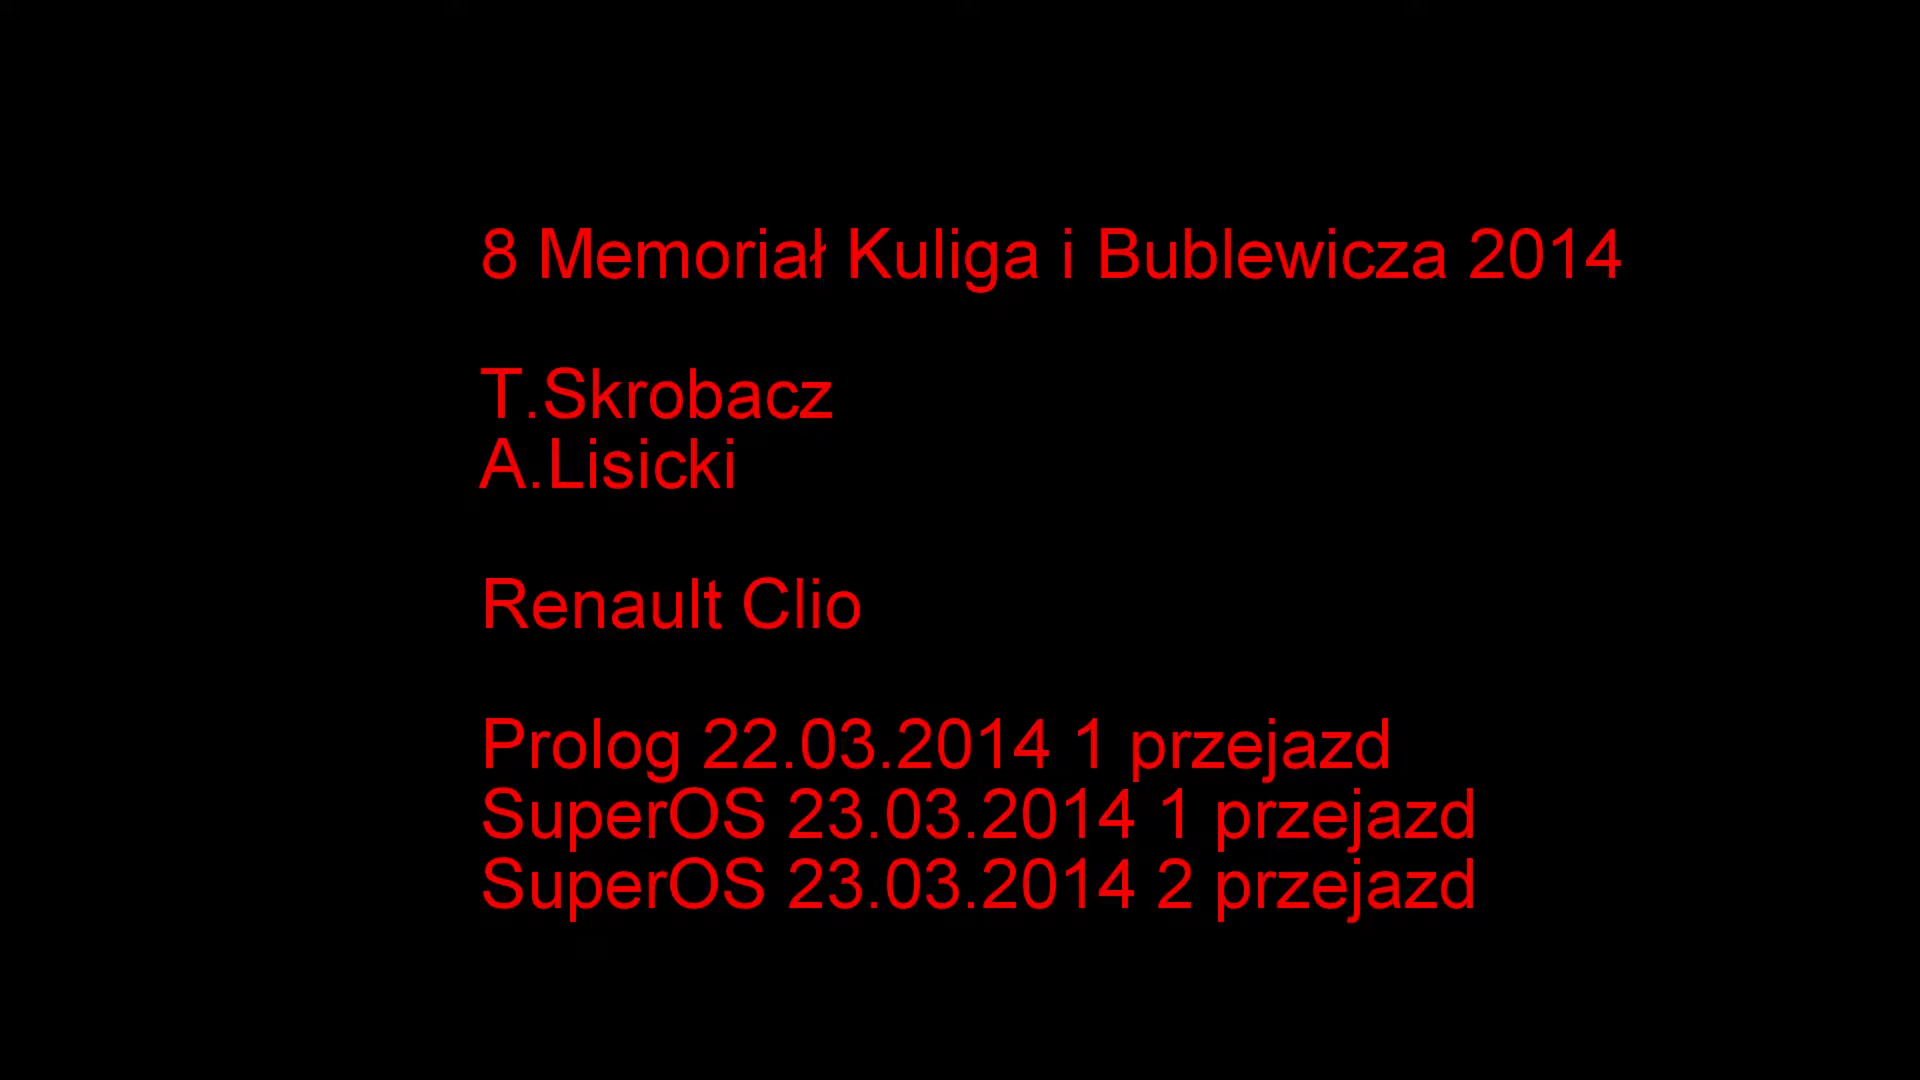 8 Memoriał Kuliga i Bublewicza 2014
T.Skrobacz
A.Lisicki
Renault Clio
Prolog 22.03.2014 1 przejazd
SuperOS 23.03.2014 1 przejazd
SuperOS 23.03.2014 2 przejazd